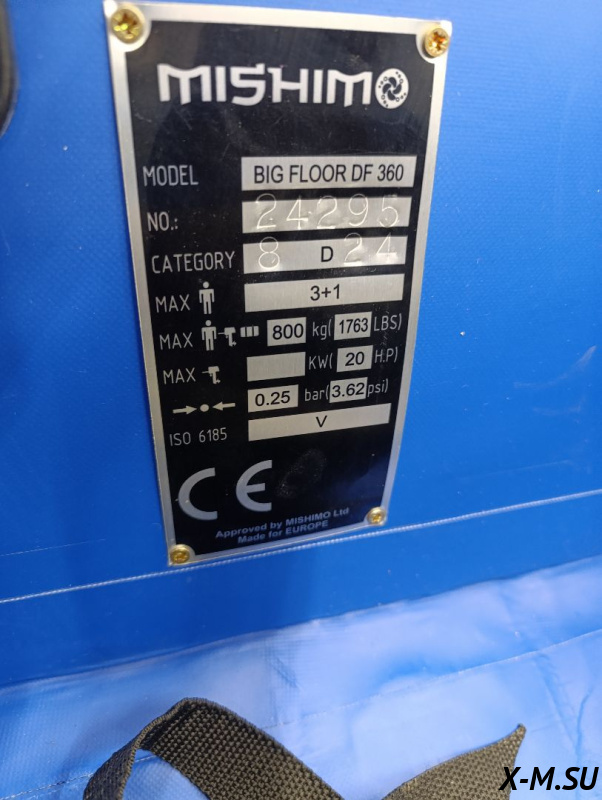 MISHIMO
MODEL BIG FLOOR DF 360
NO.: 24295
CATEGORY 8 D 24
MAX 3+1
MAX 800 kg( 1763 LBS)
MAX KW( 20 H.P)
0.25 bar( 3.62 psi)
ISO 6185 V
CE
Approved by MISHIMO Ltd
Made for EUROPE
X-M.SU